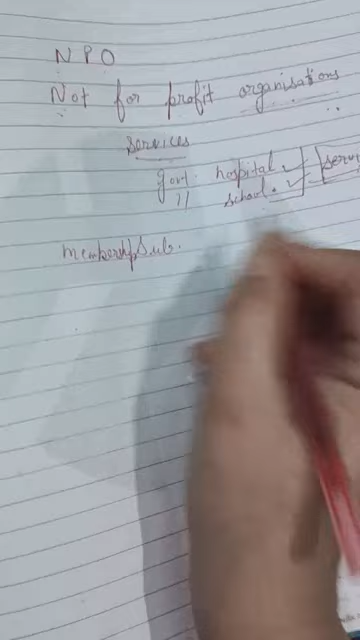 NPO
Not for profit organisations
Services
Govt. hospital
" school
membership Sub.